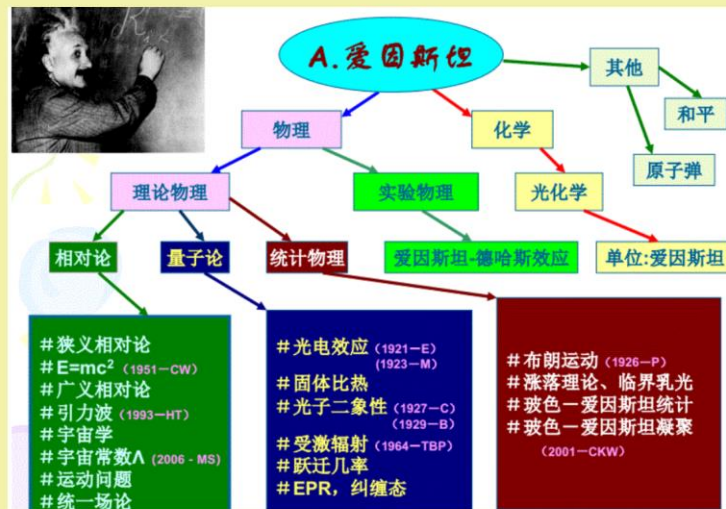 A.爱因斯坦
其他
和平
原子弹
物理
化学
理论物理
实验物理
光化学
相对论
量子论
统计物理
爱因斯坦-德哈斯效应
单位:爱因斯坦
#狭义相对论
#E=mc² (1951—CW)
#广义相对论
#引力波(1993—HT)
#宇宙学
#宇宙常数Λ(2006 - MS)
#运动问题
#统一场论
#光电效应(1921—E)
(1923—M)
#固体比热
#光子二象性(1927—C)
(1929—B)
#受激辐射(1964—TBP)
#跃迁几率
#EPR，纠缠态
#布朗运动(1926—P)
#涨落理论、临界乳光
#玻色—爱因斯坦统计
#玻色—爱因斯坦凝聚
(2001—CKW)